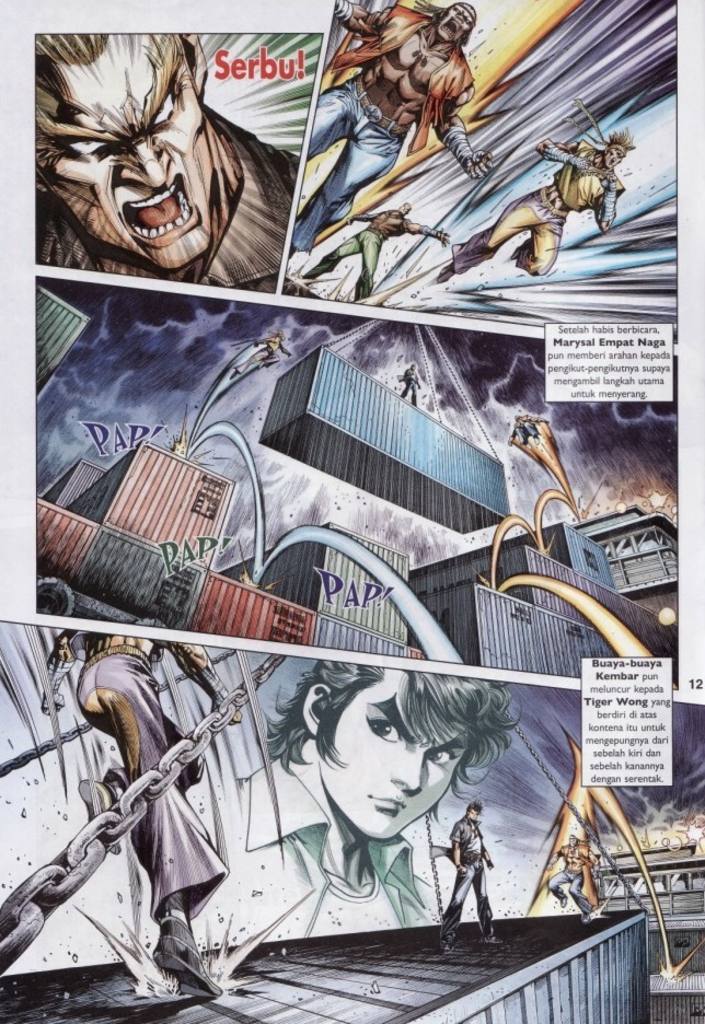 Serbu!
Setelah habis berbicara,
Marysal Empat Naga
pun memberi arahan kepada
pengikut-pengikutnya supaya
mengambil langkah utama
untuk menyerang.
PAP!
PAP!
PAP!
Buaya-buaya
Kembar pun
meluncur kepada
Tiger Wong yang
berdiri di atas
kontena itu untuk
mengepungnya dari
sebelah kiri dan
sebelah kanannya
dengan serentak.
12